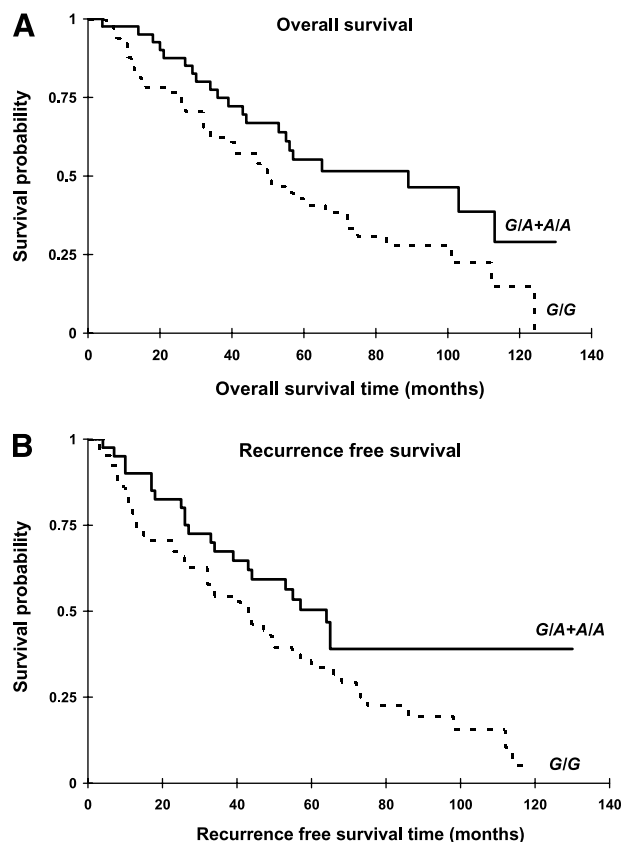 A
Overall survival
Survival probability
1
0.75
0.5
0.25
0
G/A+A/A
G/G
0 20 40 60 80 100 120 140
Overall survival time (months)
B
Recurrence free survival
Survival probability
1
0.75
0.5
0.25
0
G/A+A/A
G/G
0 20 40 60 80 100 120 140
Recurrence free survival time (months)